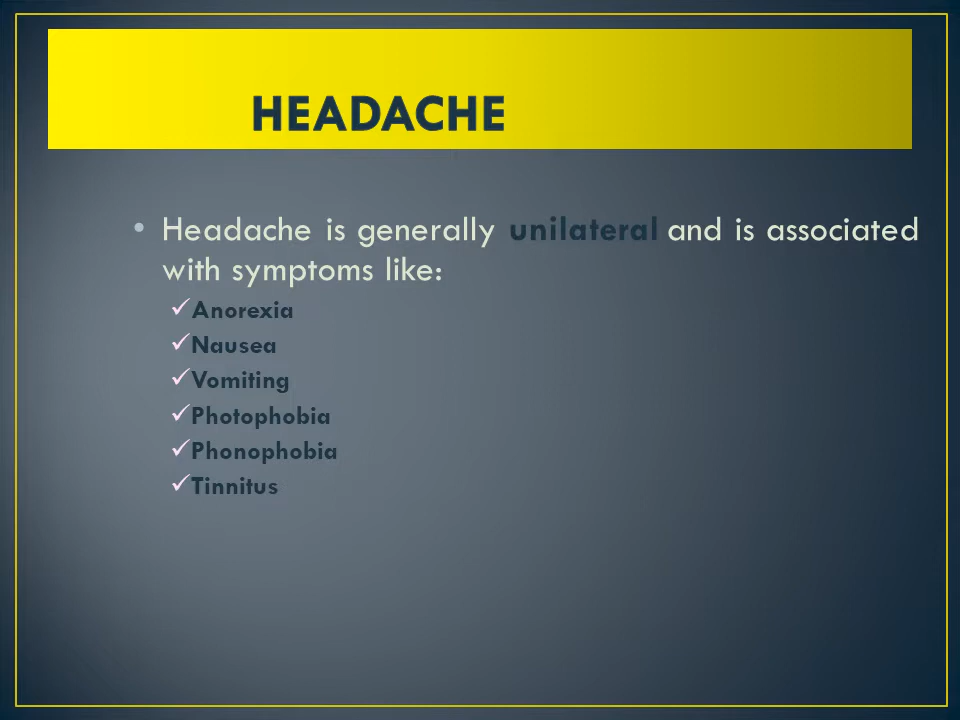 HEADACHE
• Headache is generally unilateral and is associated
with symptoms like:
✓Anorexia
✓Nausea
✓Vomiting
✓Photophobia
✓Phonophobia
✓Tinnitus